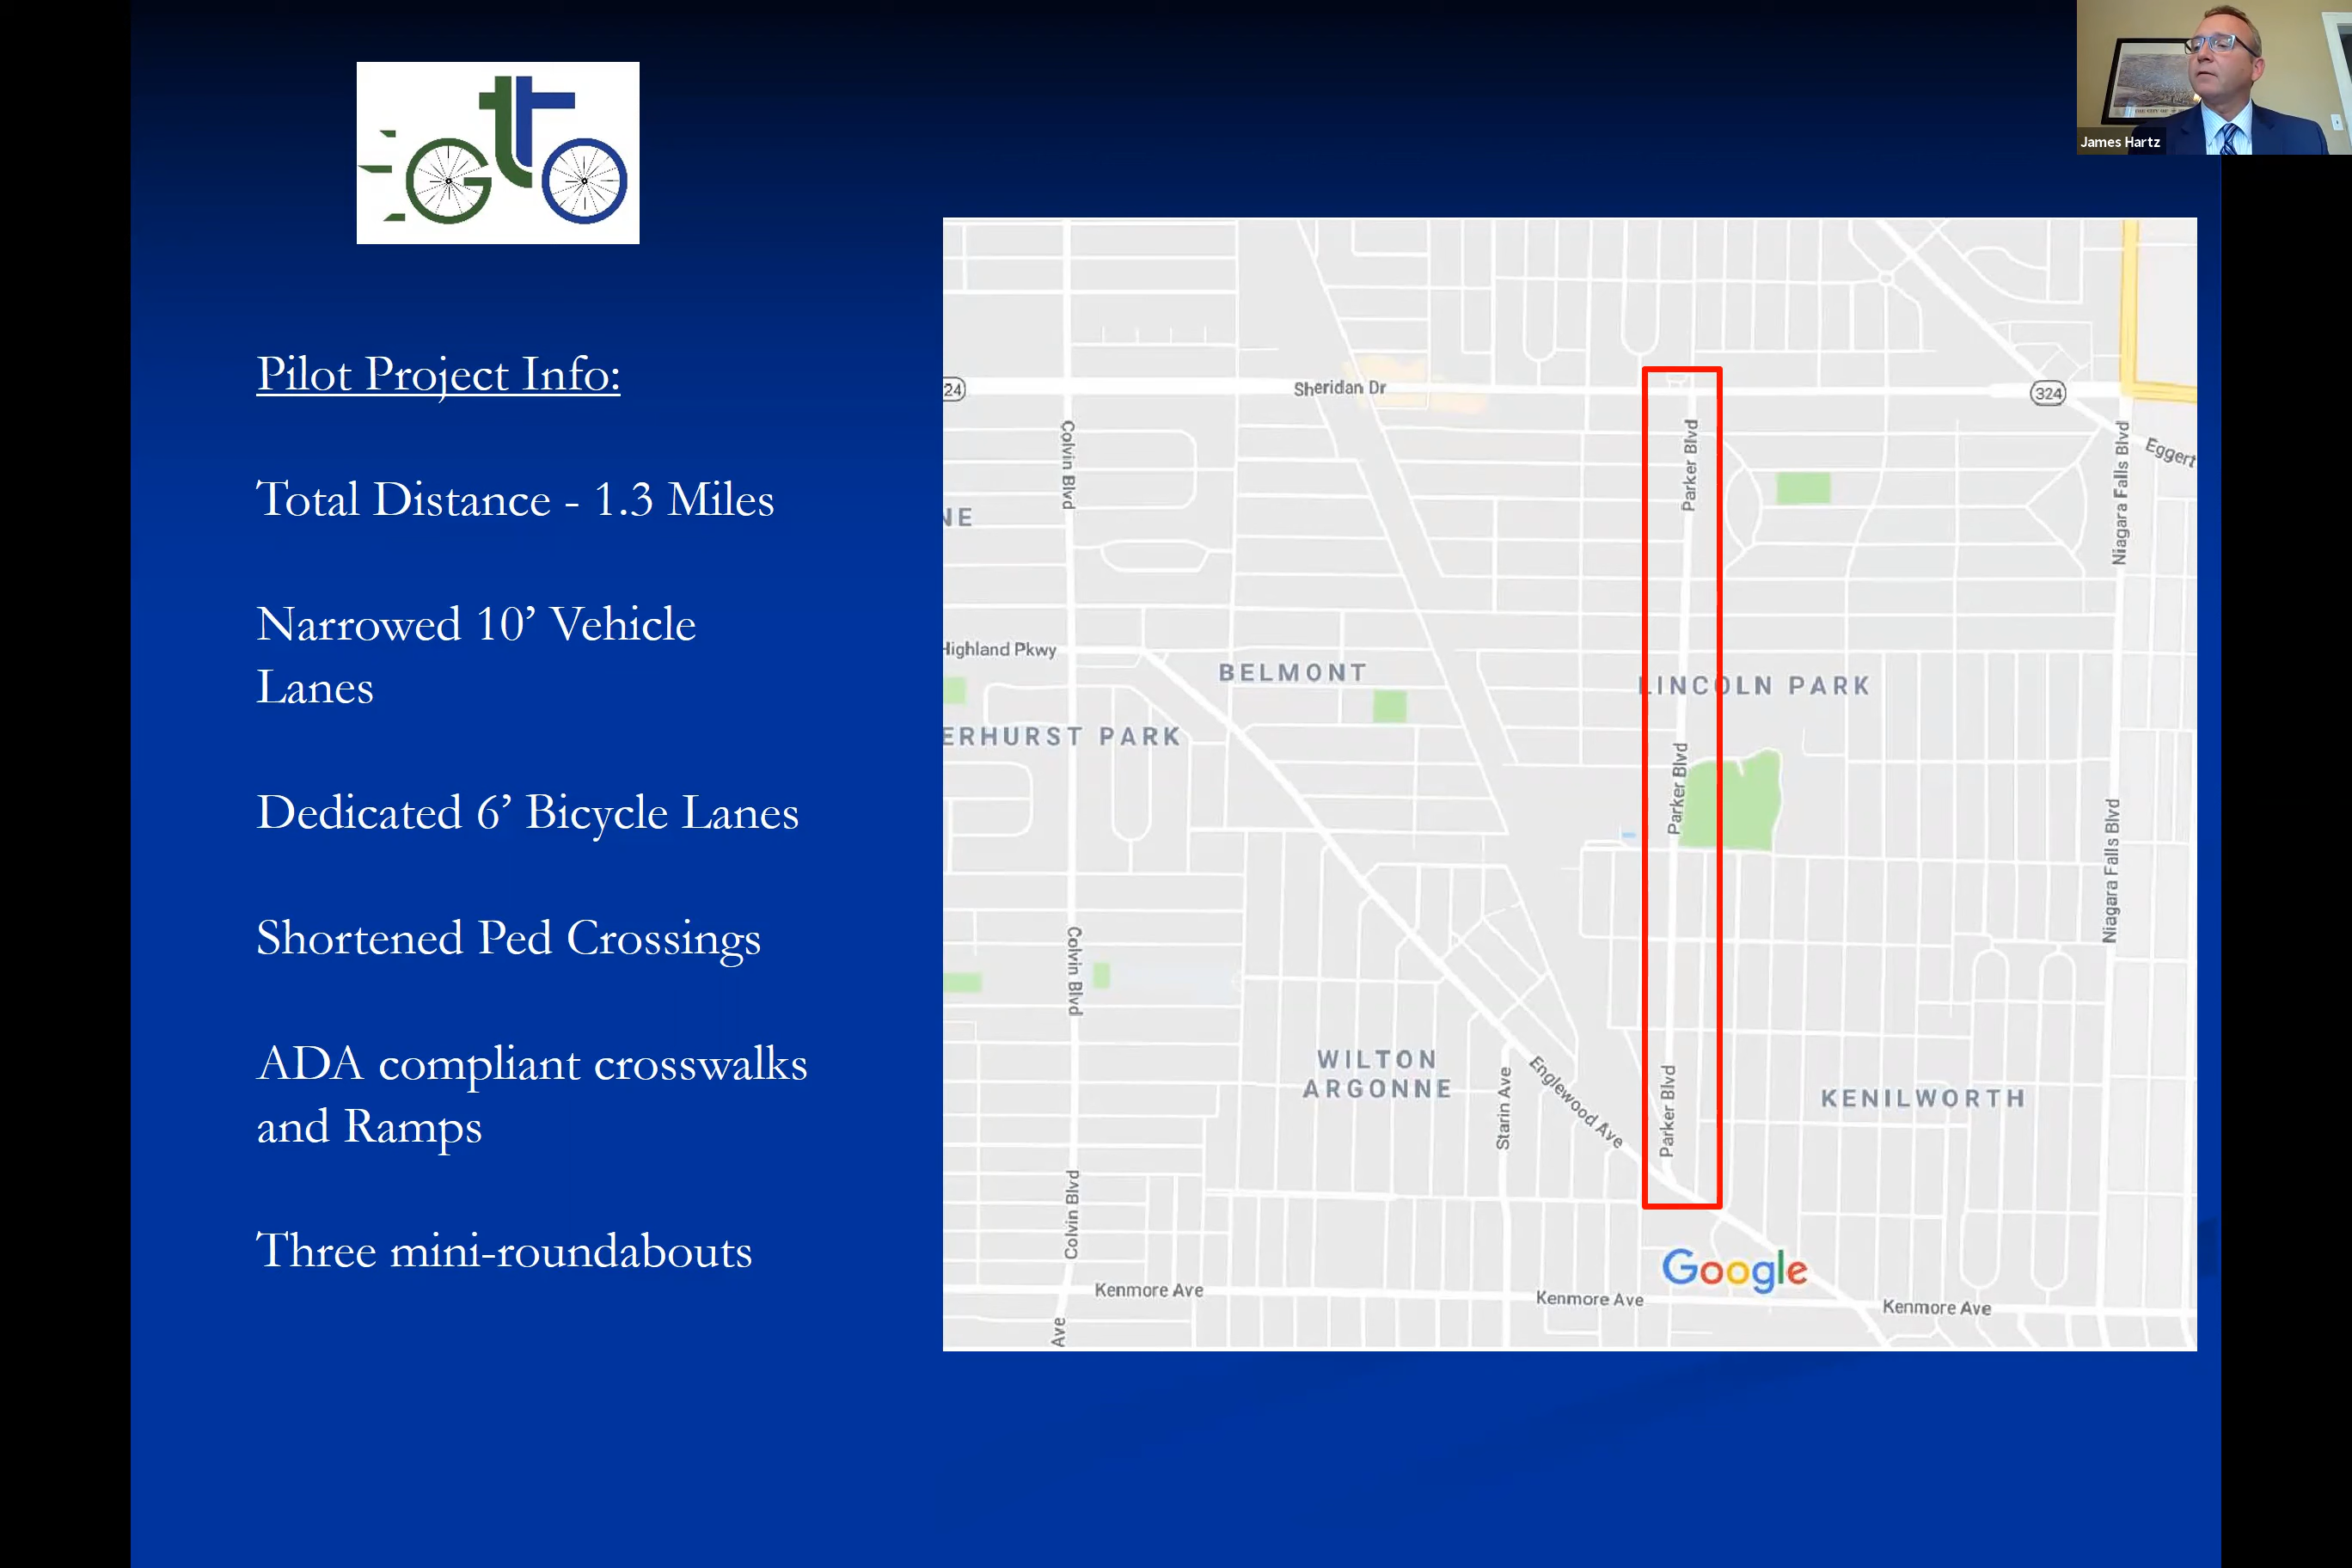 Gtto
James Hartz
Pilot Project Info:
Total Distance - 1.3 Miles
Narrowed 10’ Vehicle
Lanes
Dedicated 6’ Bicycle Lanes
Shortened Ped Crossings
ADA compliant crosswalks
and Ramps
Three mini-roundabouts
24
Sheridan Dr
324
Colvin Blvd
Parker Blvd
Niagara Falls Blvd
Eggert
NE
Highland Pkwy
BELMONT
LINCOLN PARK
ERHURST PARK
Parker Blvd
Niagara Falls Blvd
Colvin Blvd
WILTON
ARGONNE
Starin Ave
Englewood Ave
Parker Blvd
KENILWORTH
Colvin Blvd
Google
Kenmore Ave
Kenmore Ave
Kenmore Ave
Ave